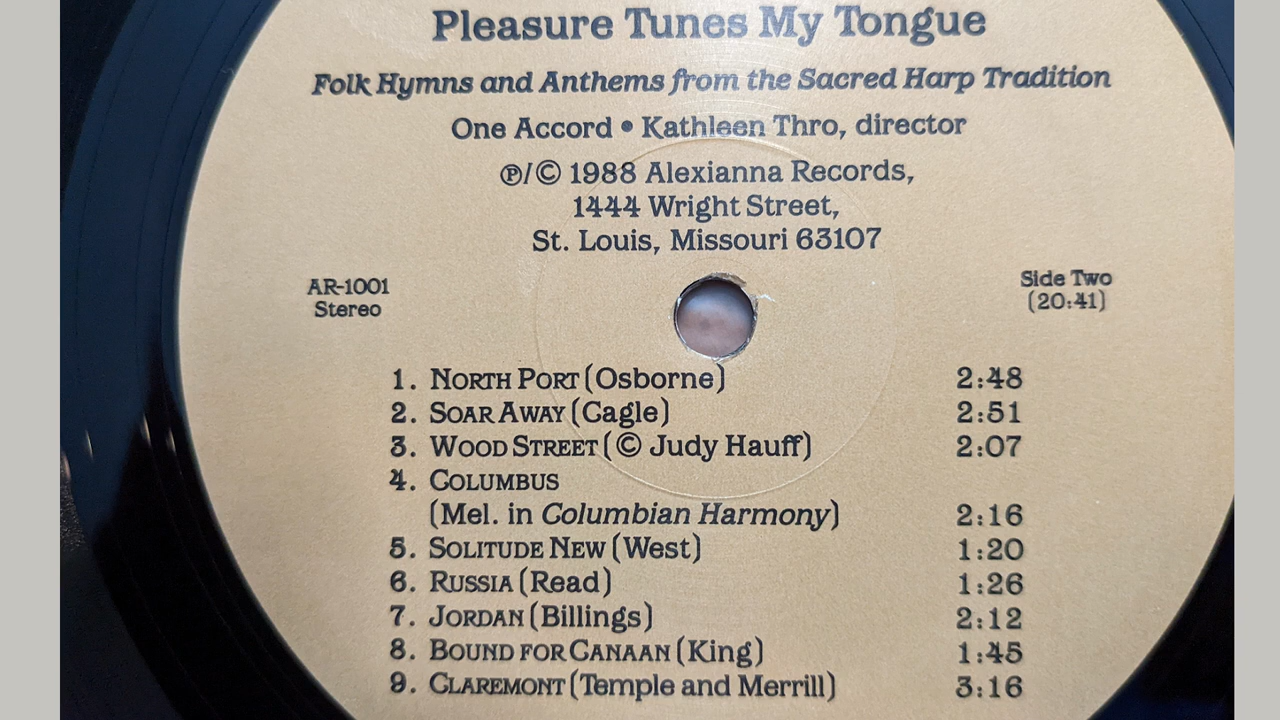 Pleasure Tunes My Tongue
Folk Hymns and Anthems from the Sacred Harp Tradition
One Accord • Kathleen Thro, director
℗/© 1988 Alexianna Records,
1444 Wright Street,
St. Louis, Missouri 63107
AR-1001
Stereo
Side Two
(20:41)
1. NORTH PORT (Osborne) 2:48
2. SOAR AWAY (Cagle) 2:51
3. WOOD STREET (© Judy Hauff) 2:07
4. COLUMBUS
(Mel. in Columbian Harmony) 2:16
5. SOLITUDE NEW (West) 1:20
6. RUSSIA (Read) 1:26
7. JORDAN (Billings) 2:12
8. BOUND FOR CANAAN (King) 1:45
9. CLAREMONT (Temple and Merrill) 3:16